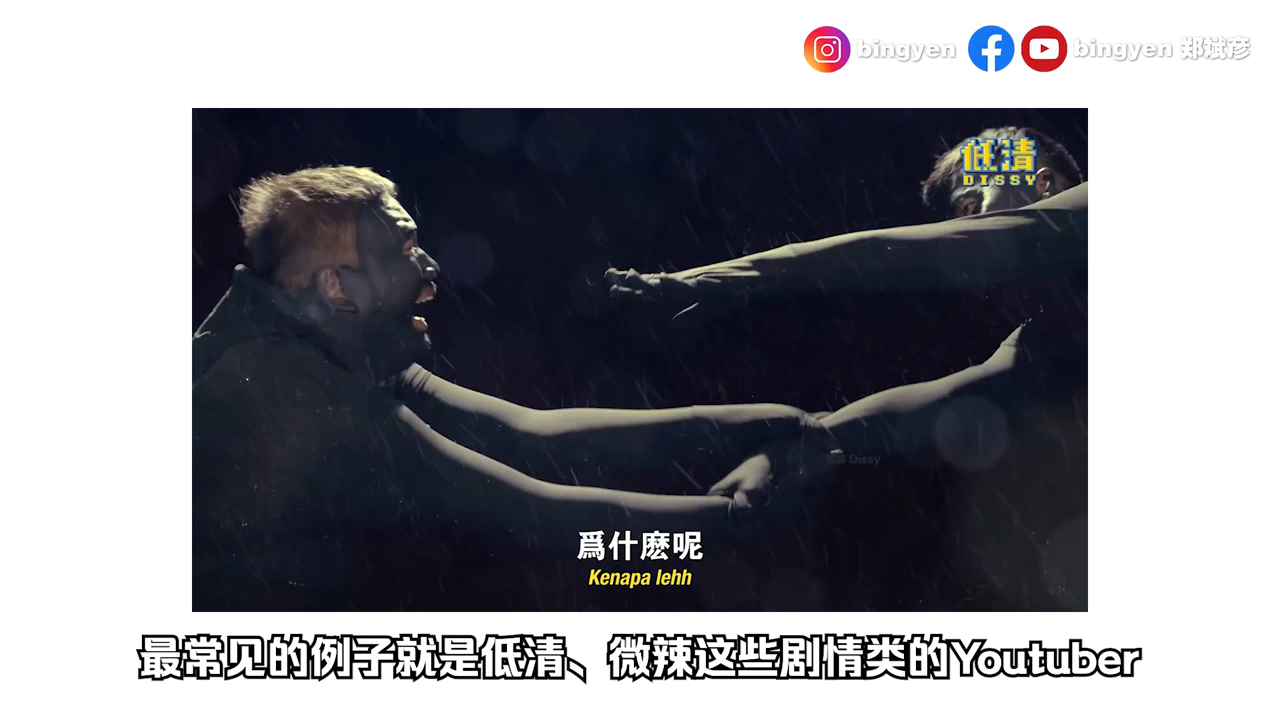 bingyen
bingyen 郑斌彦
低清
DISSY
Dissy
爲什麽呢
Kenapa lehh
最常见的例子就是低清、微辣这些剧情类的Youtuber